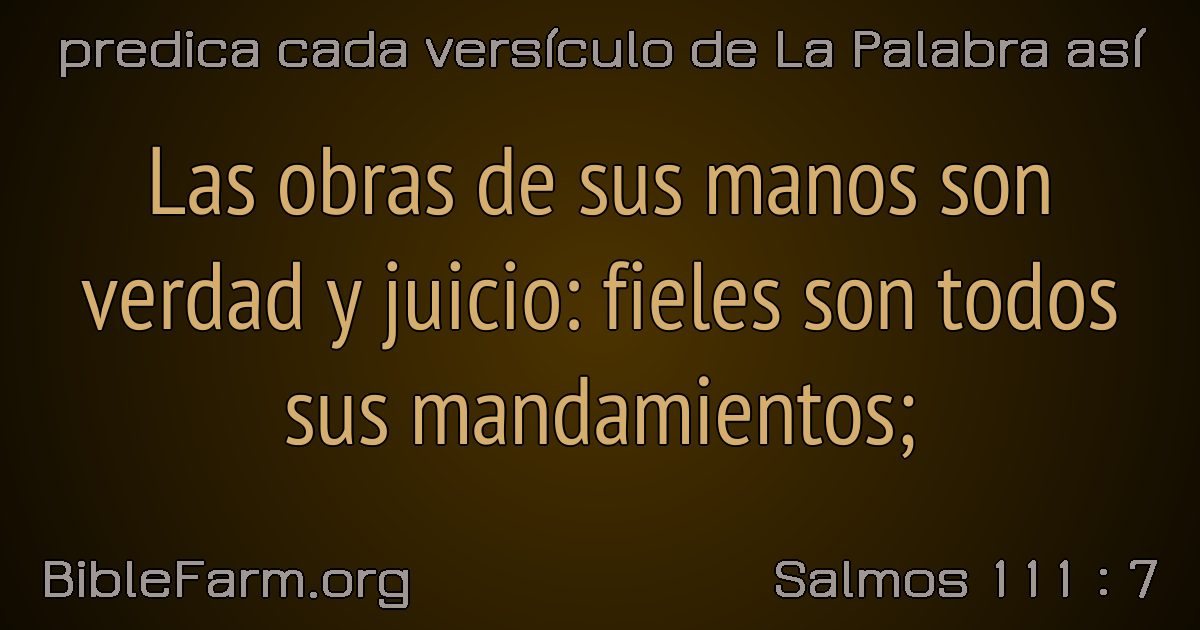 predica cada versículo de La Palabra así
Las obras de sus manos son
verdad y juicio: fieles son todos
sus mandamientos;
BibleFarm.org
Salmos 111 : 7